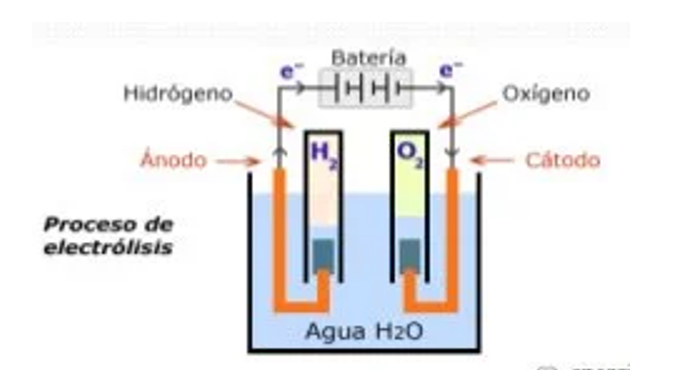 Batería
e⁻
e⁻
Hidrógeno
Oxígeno
H₂
O₂
Ánodo
Cátodo
Proceso de
electrólisis
Agua H2O